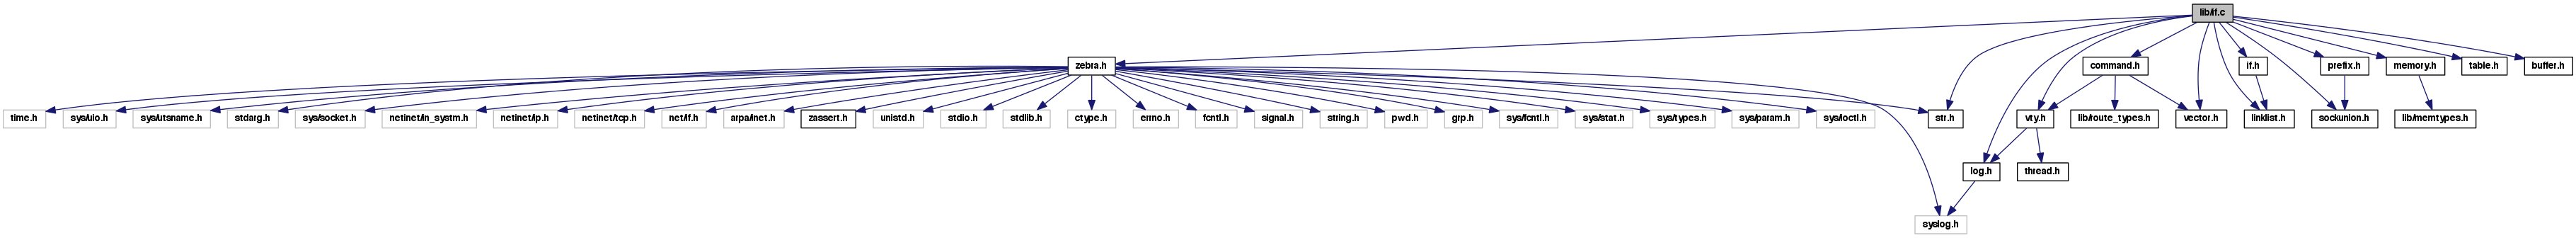 lib/if.c
zebra.h
command.h
if.h
prefix.h
memory.h
table.h
buffer.h
time.h
sys/uio.h
sys/utsname.h
stdarg.h
sys/socket.h
netinet/in_systm.h
netinet/ip.h
netinet/tcp.h
net/if.h
arpa/inet.h
zassert.h
unistd.h
stdio.h
stdlib.h
ctype.h
errno.h
fcntl.h
signal.h
string.h
pwd.h
grp.h
sys/fcntl.h
sys/stat.h
sys/types.h
sys/param.h
sys/ioctl.h
str.h
vty.h
lib/route_types.h
vector.h
linklist.h
sockunion.h
lib/memtypes.h
log.h
thread.h
syslog.h